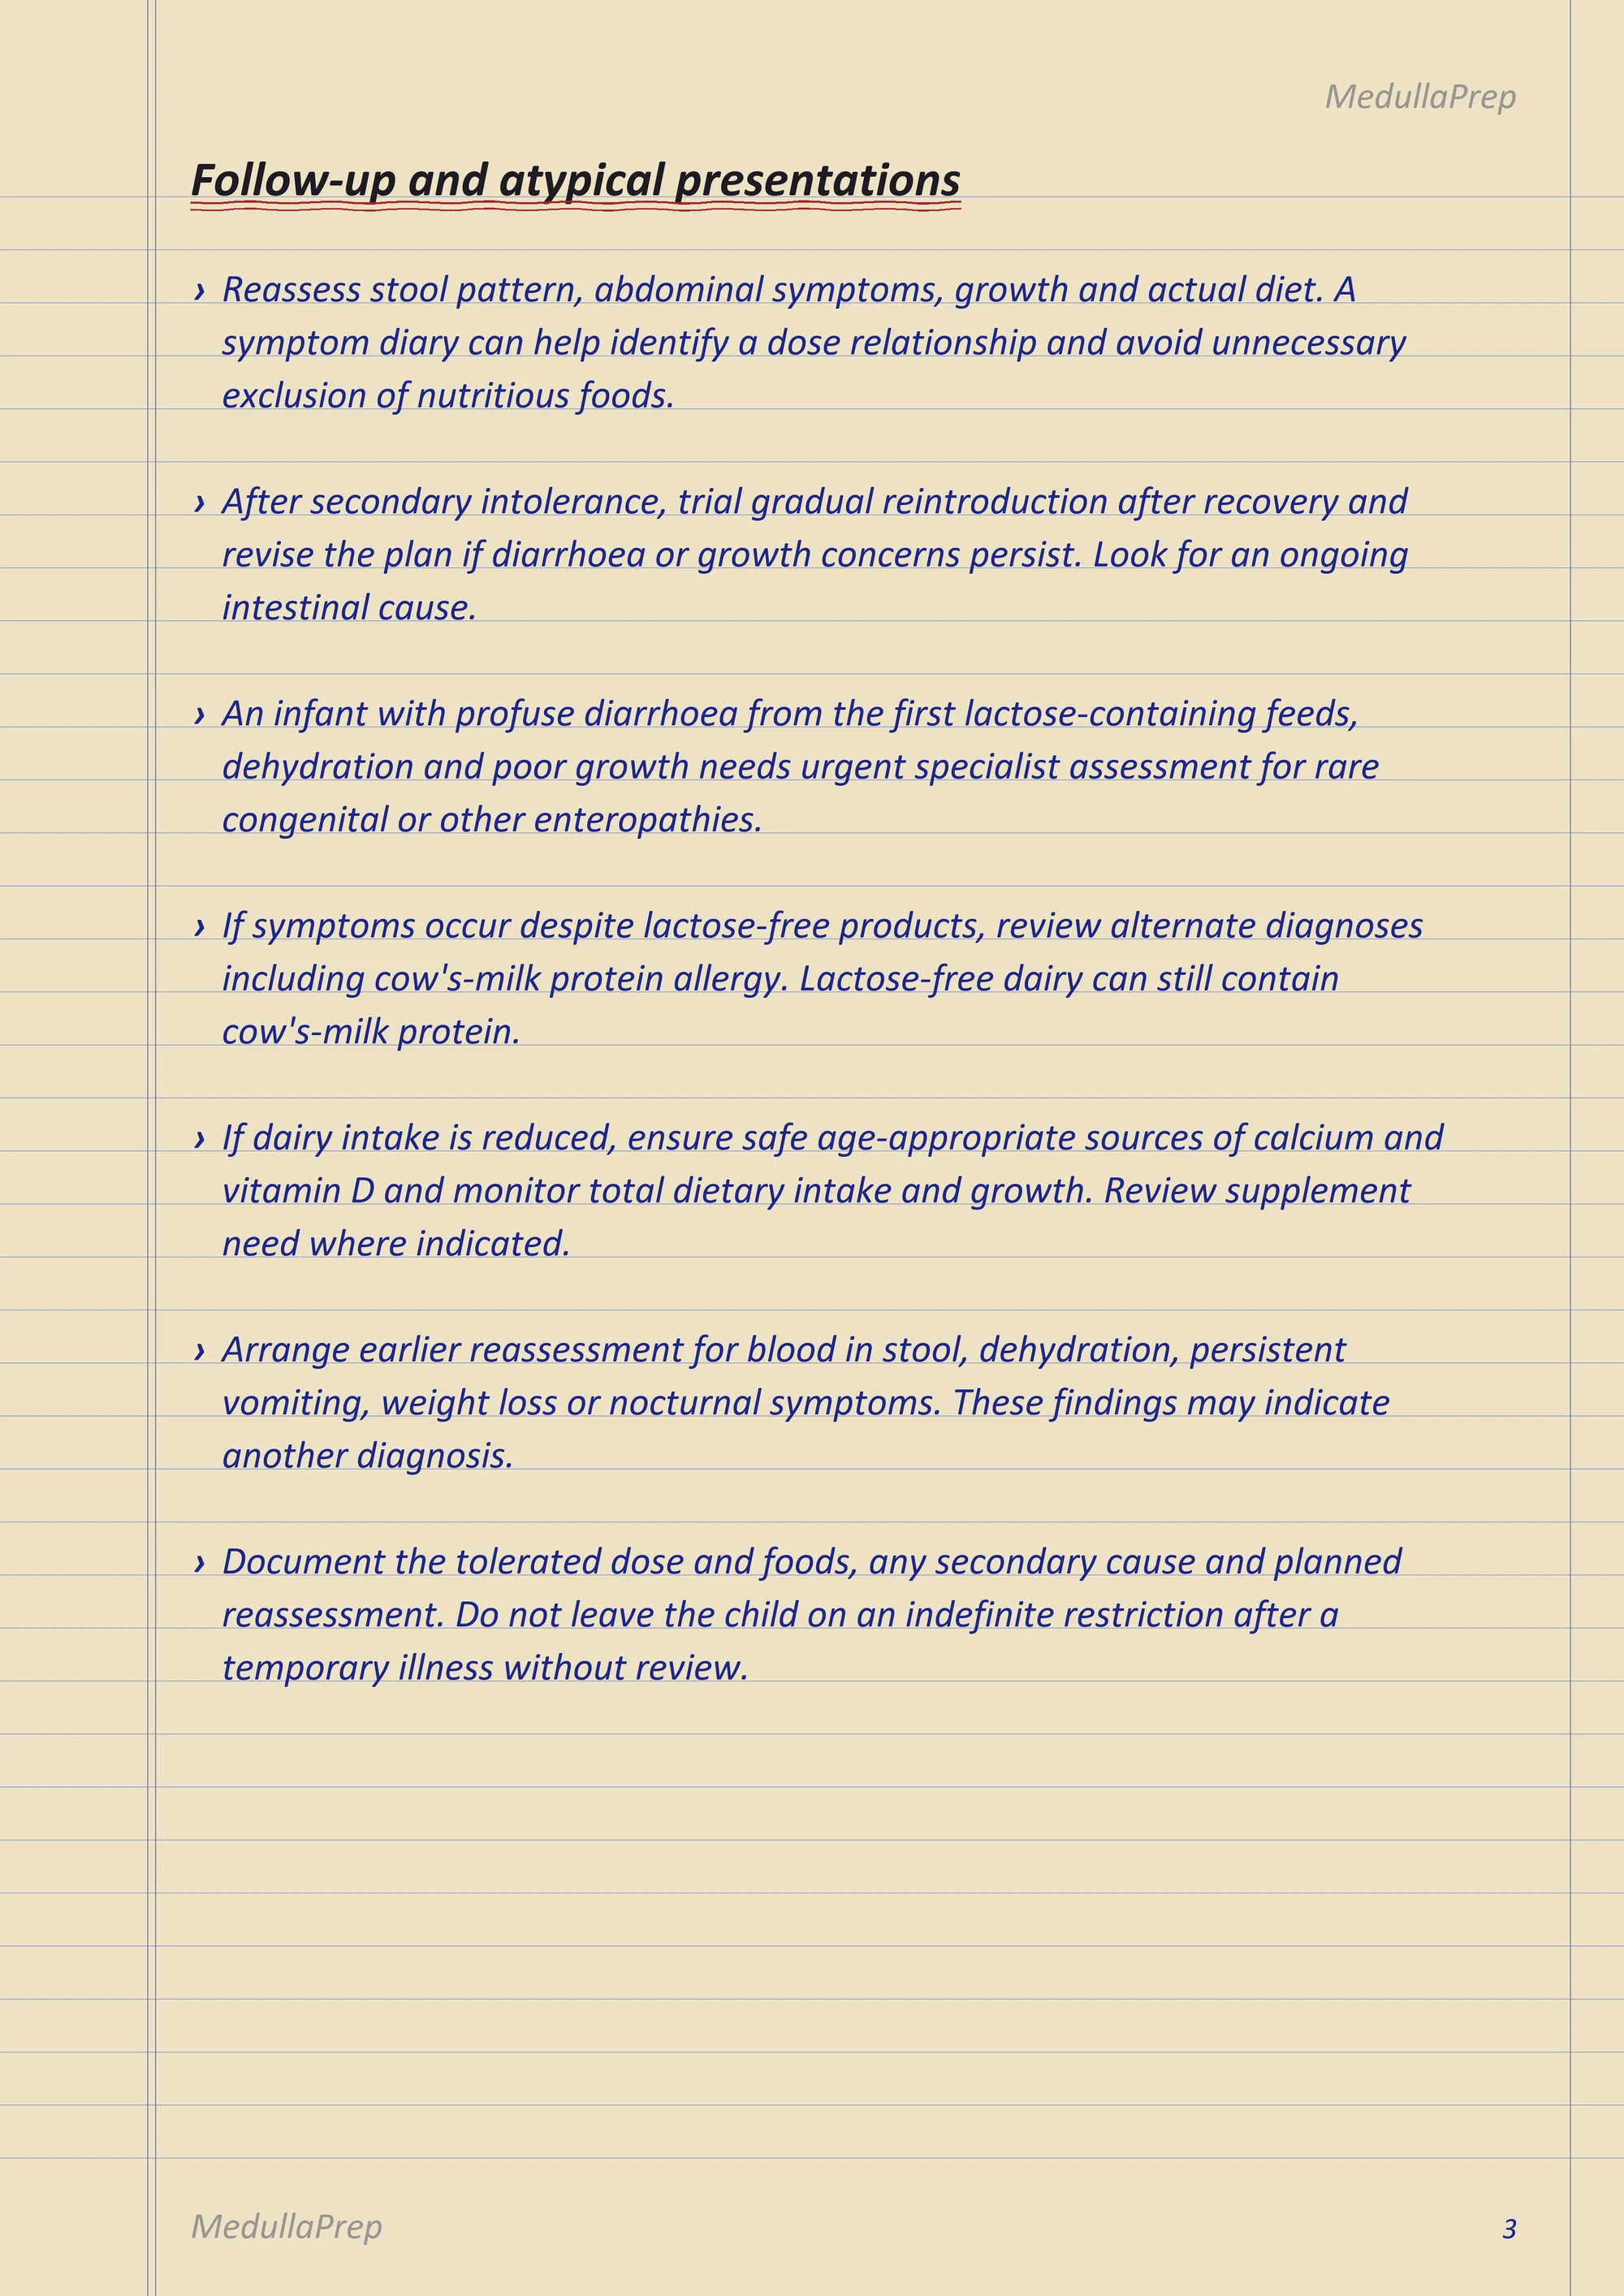 MedullaPrep
Follow-up and atypical presentations
› Reassess stool pattern, abdominal symptoms, growth and actual diet. A
symptom diary can help identify a dose relationship and avoid unnecessary
exclusion of nutritious foods.
› After secondary intolerance, trial gradual reintroduction after recovery and
revise the plan if diarrhoea or growth concerns persist. Look for an ongoing
intestinal cause.
› An infant with profuse diarrhoea from the first lactose-containing feeds,
dehydration and poor growth needs urgent specialist assessment for rare
congenital or other enteropathies.
› If symptoms occur despite lactose-free products, review alternate diagnoses
including cow's-milk protein allergy. Lactose-free dairy can still contain
cow's-milk protein.
› If dairy intake is reduced, ensure safe age-appropriate sources of calcium and
vitamin D and monitor total dietary intake and growth. Review supplement
need where indicated.
› Arrange earlier reassessment for blood in stool, dehydration, persistent
vomiting, weight loss or nocturnal symptoms. These findings may indicate
another diagnosis.
› Document the tolerated dose and foods, any secondary cause and planned
reassessment. Do not leave the child on an indefinite restriction after a
temporary illness without review.
MedullaPrep
3